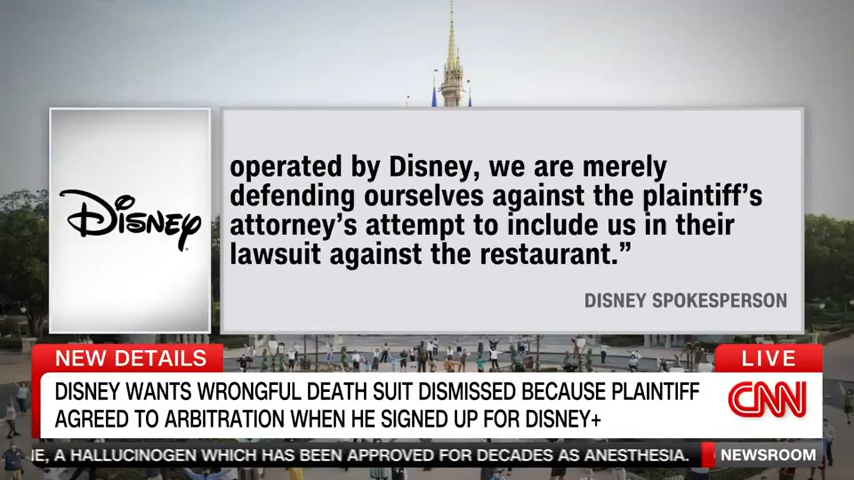 operated by Disney, we are merely
defending ourselves against the plaintiff's
attorney's attempt to include us in their
lawsuit against the restaurant.”
DISNEY
DISNEY SPOKESPERSON
NEW DETAILS
LIVE
DISNEY WANTS WRONGFUL DEATH SUIT DISMISSED BECAUSE PLAINTIFF
AGREED TO ARBITRATION WHEN HE SIGNED UP FOR DISNEY+
CNN
E, A HALLUCINOGEN WHICH HAS BEEN APPROVED FOR DECADES AS ANESTHESIA.
NEWSROOM